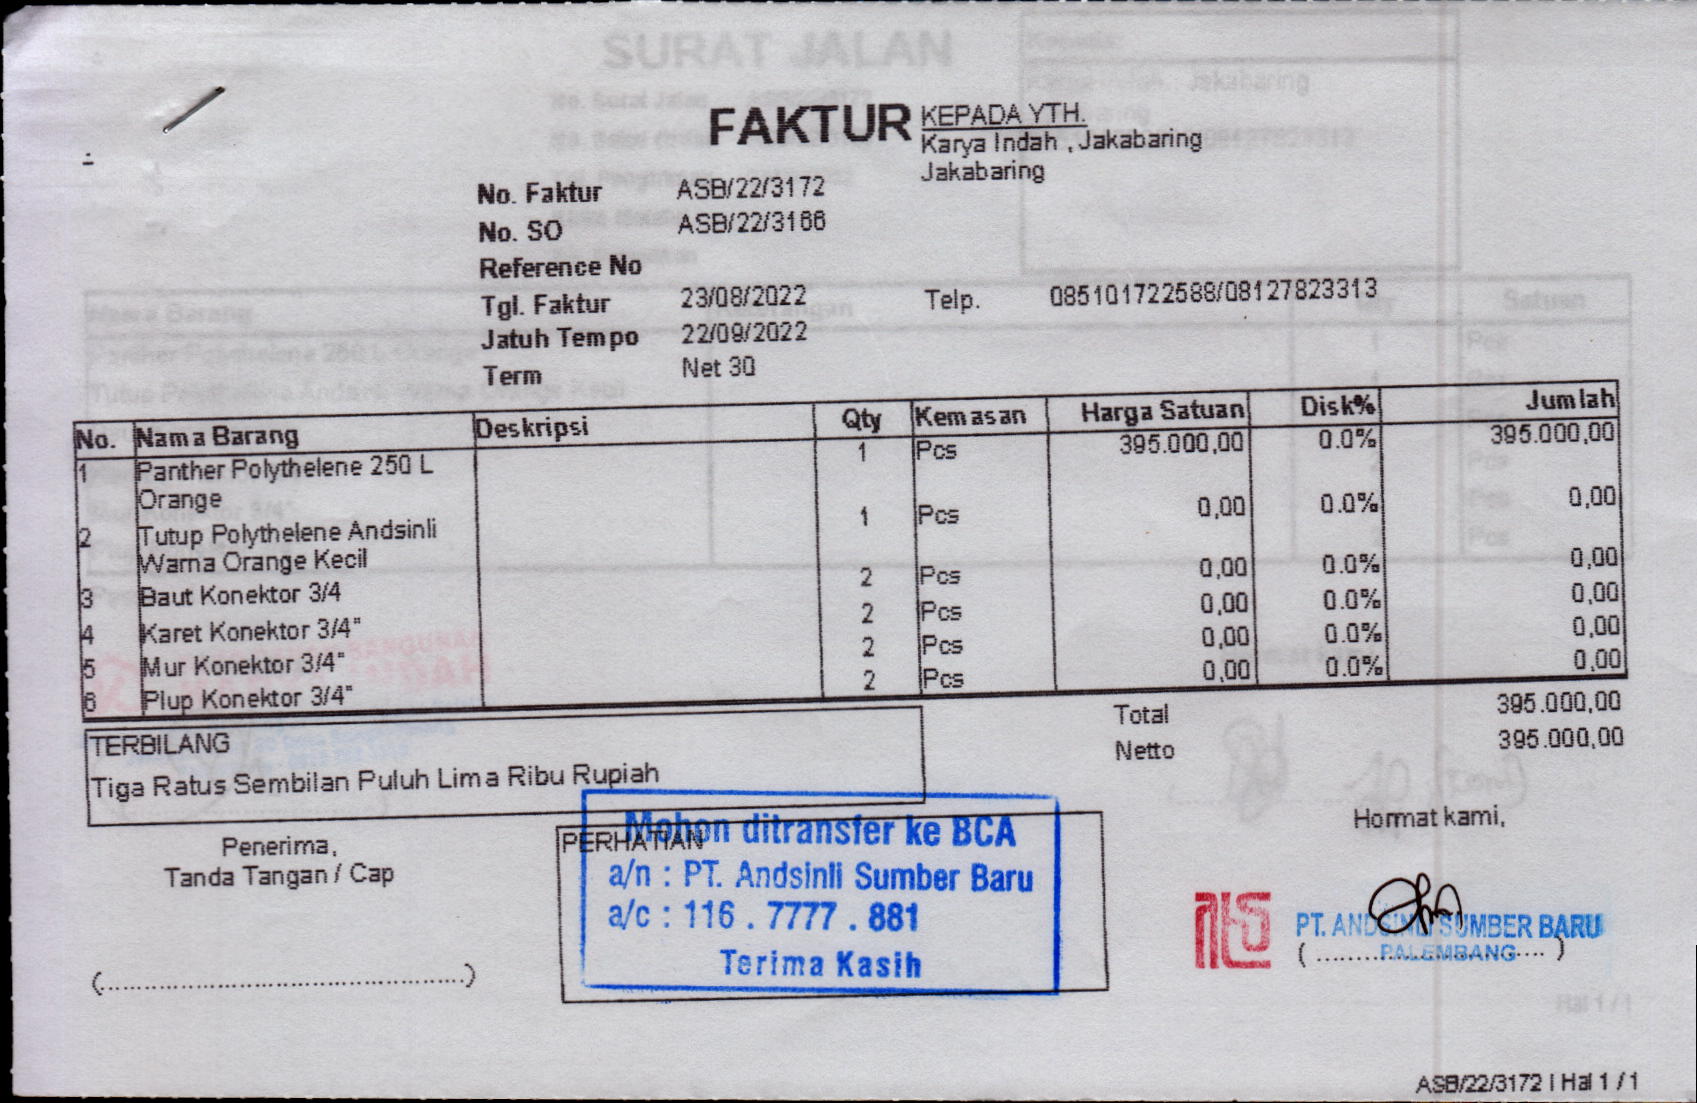 FAKTUR
KEPADA YTH.
Karya Indah , Jakabaring
Jakabaring
No. Faktur ASB/22/3172
No. SO ASB/22/3166
Reference No
Tgl. Faktur 23/08/2022
Telp. 085101722588/08127823313
Jatuh Tempo 22/09/2022
Term Net 30
No. Nama Barang Deskripsi Qty Kemasan Harga Satuan Disk% Jumlah
1 Panther Polythelene 250 L 1 Pcs 395.000,00 0.0% 395.000,00
Orange
2 Tutup Polythelene Andsinli 1 Pcs 0,00 0.0% 0,00
Warna Orange Kecil
3 Baut Konektor 3/4 2 Pcs 0,00 0.0% 0,00
4 Karet Konektor 3/4" 2 Pcs 0,00 0.0% 0,00
5 Mur Konektor 3/4" 2 Pcs 0,00 0.0% 0,00
6 Plup Konektor 3/4" 2 Pcs 0,00 0.0% 0,00
Total 395.000,00
Netto 395.000,00
TERBILANG
Tiga Ratus Sembilan Puluh Lima Ribu Rupiah
Penerima,
Tanda Tangan / Cap
(................................................)
PERHATIAN
Mohon ditransfer ke BCA
a/n : PT. Andsinli Sumber Baru
a/c : 116 . 7777 . 881
Terima Kasih
Hormat kami,
PT. ANDSINLI SUMBER BARU
PALEMBANG
ASB/22/3172 | Hal 1 / 1
SURAT JALAN